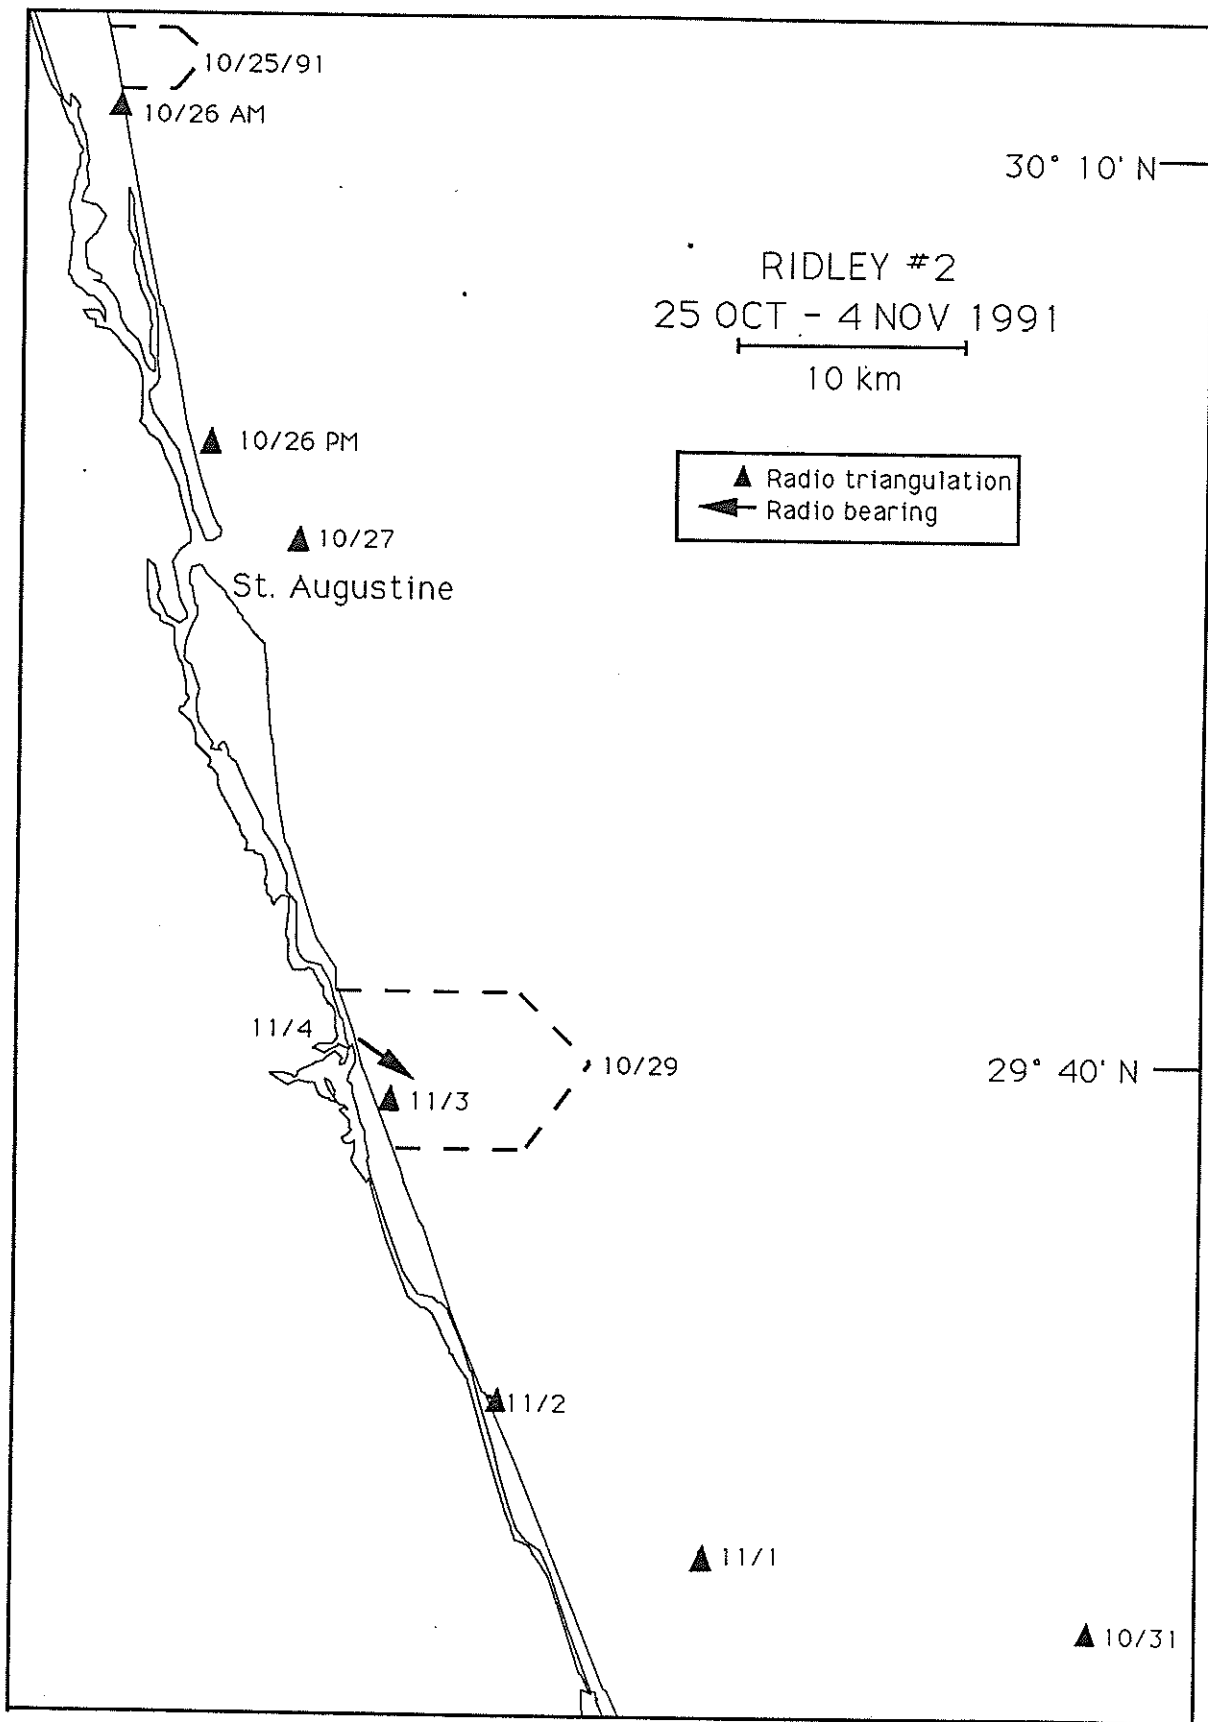 10/25/91
10/26 AM
30° 10' N
RIDLEY #2
25 OCT - 4 NOV 1991
10 km
10/26 PM
Radio triangulation
Radio bearing
10/27
St. Augustine
11/4
10/29
29° 40' N
11/3
11/2
11/1
10/31